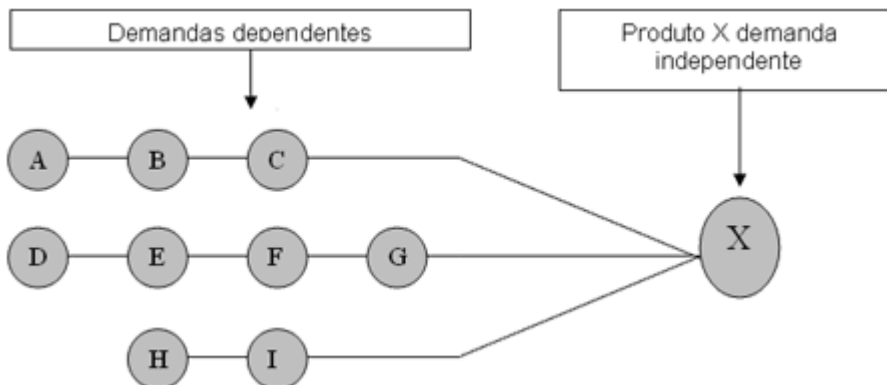 Demandas dependentes
Produto X demanda
independente
A B C
D E F G
X
H I